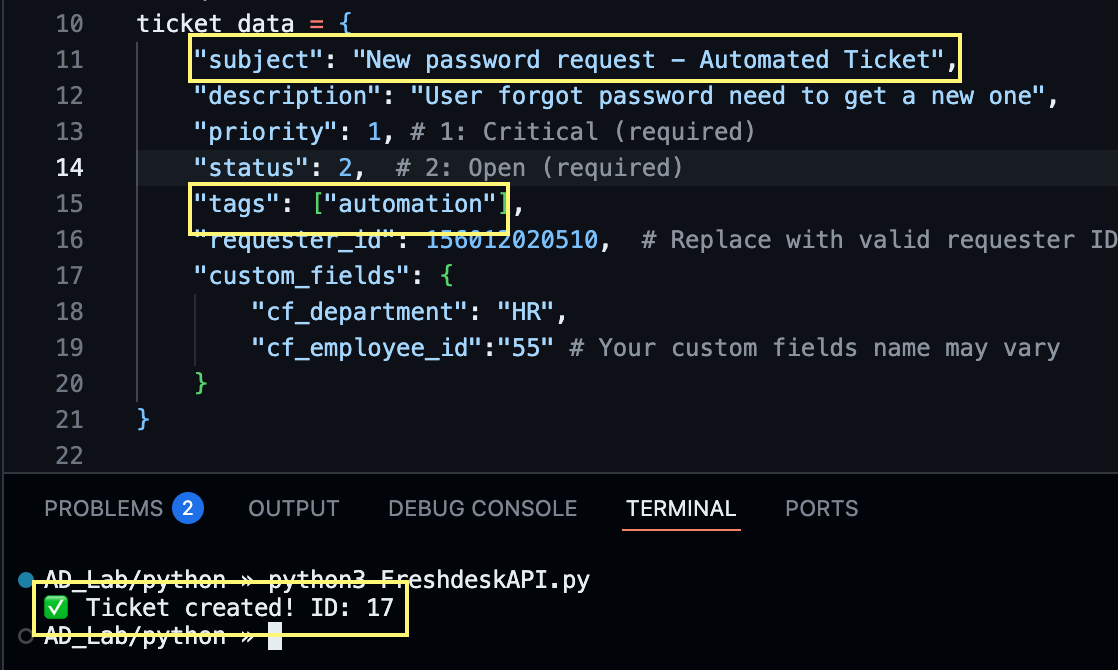 10 ticket_data = {
11 "subject": "New password request – Automated Ticket",
12 "description": "User forgot password need to get a new one",
13 "priority": 1, # 1: Critical (required)
14 "status": 2,  # 2: Open (required)
15 "tags": ["automation"],
16 "requester_id": 156012020510,  # Replace with valid requester ID
17 "custom_fields": {
18 "cf_department": "HR",
19 "cf_employee_id":"55" # Your custom fields name may vary
20 }
21 }
22
PROBLEMS 2 OUTPUT DEBUG CONSOLE TERMINAL PORTS
AD_Lab/python » python3 FreshdeskAPI.py
✅ Ticket created! ID: 17
AD_Lab/python »